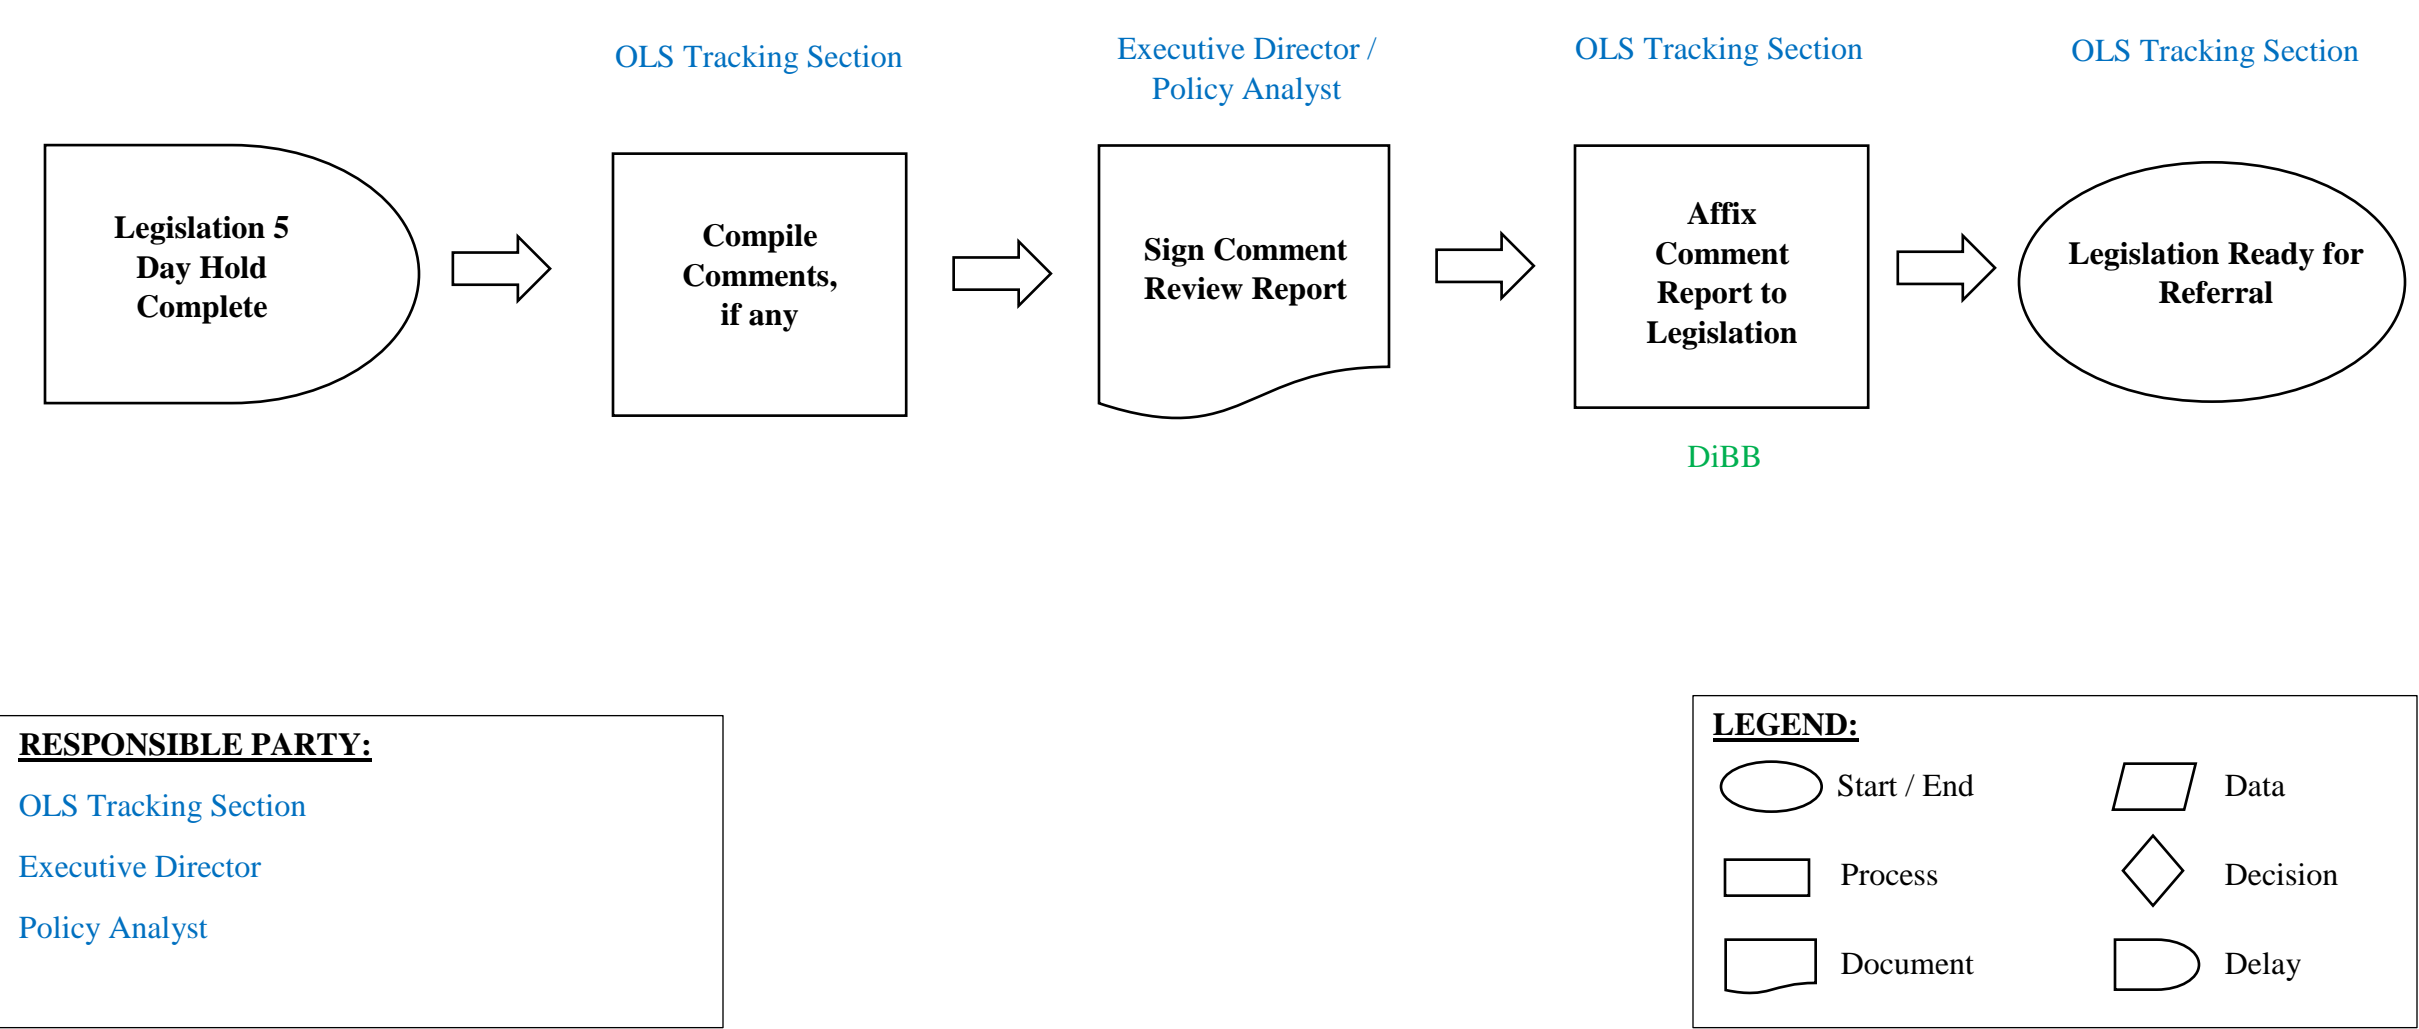 OLS Tracking Section
Executive Director /
Policy Analyst
OLS Tracking Section
OLS Tracking Section
Legislation 5
Day Hold
Complete
Compile
Comments,
if any
Sign Comment
Review Report
Affix
Comment
Report to
Legislation
Legislation Ready for
Referral
DiBB
RESPONSIBLE PARTY:
OLS Tracking Section
Executive Director
Policy Analyst
LEGEND:
Start / End
Data
Process
Decision
Document
Delay